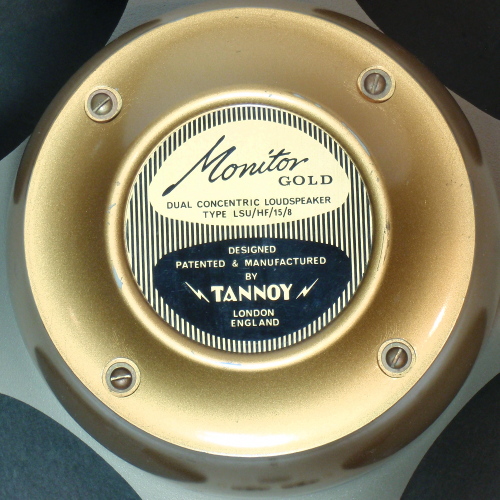 Monitor
GOLD
DUAL CONCENTRIC LOUDSPEAKER
TYPE LSU/HF/15/8
DESIGNED
PATENTED & MANUFACTURED
BY
TANNOY
LONDON
ENGLAND